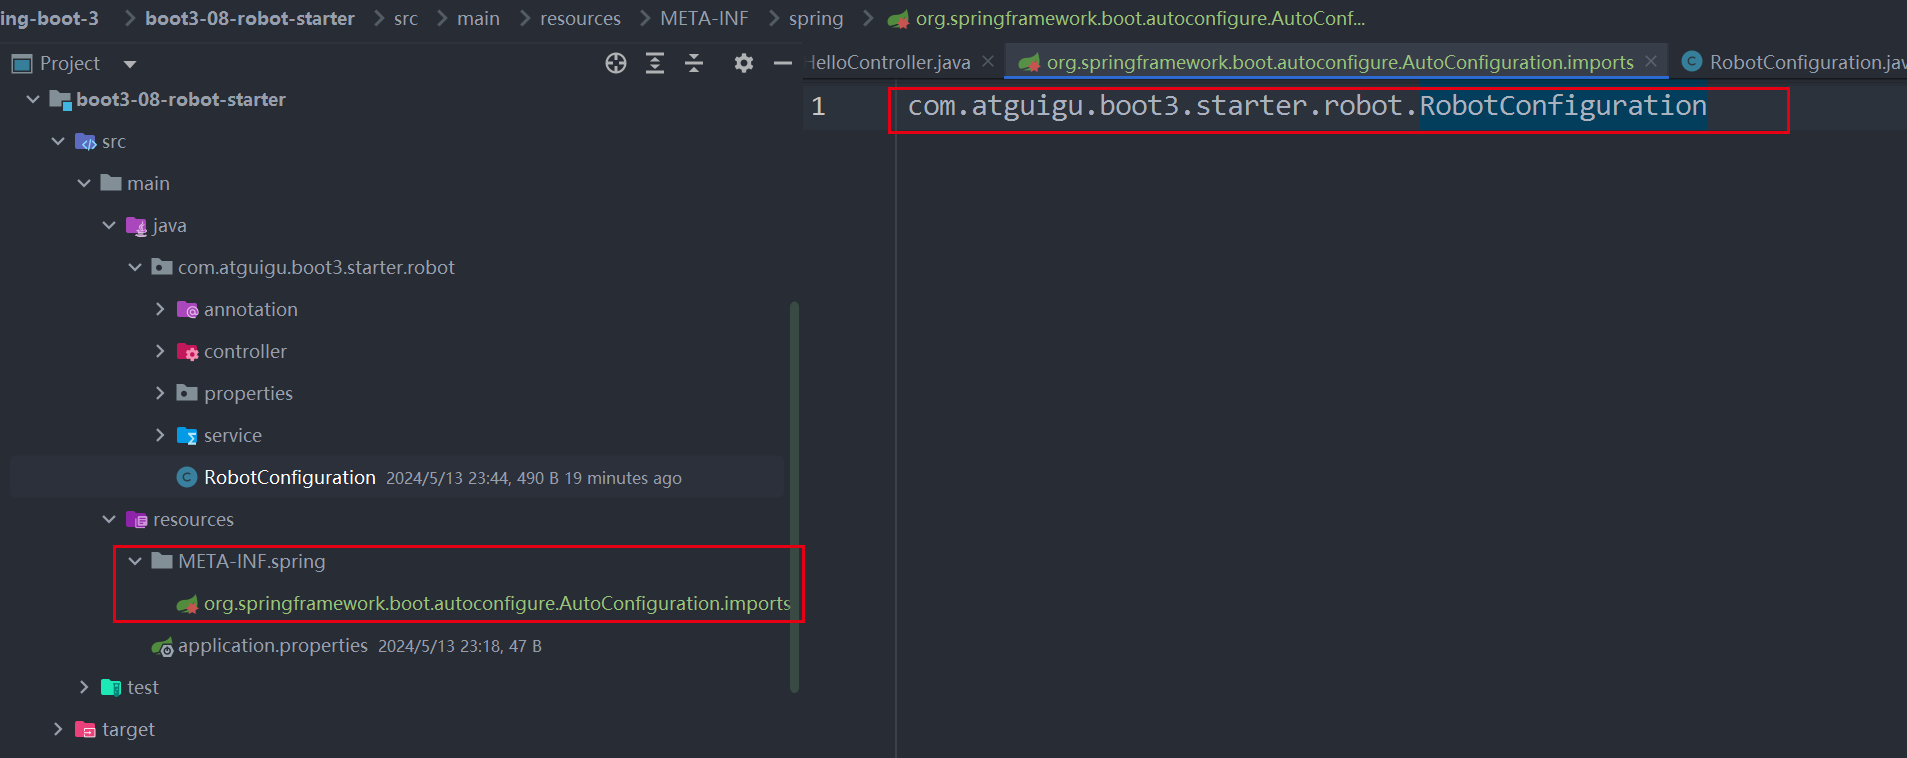 ing-boot-3 boot3-08-robot-starter src main resources META-INF spring org.springframework.boot.autoconfigure.AutoConf...
Project
HelloController.java org.springframework.boot.autoconfigure.AutoConfiguration.imports RobotConfiguration.jav
boot3-08-robot-starter
src
main
java
com.atguigu.boot3.starter.robot
annotation
controller
properties
service
RobotConfiguration 2024/5/13 23:44, 490 B 19 minutes ago
resources
META-INF.spring
org.springframework.boot.autoconfigure.AutoConfiguration.imports
application.properties 2024/5/13 23:18, 47 B
test
target
1 com.atguigu.boot3.starter.robot.RobotConfiguration